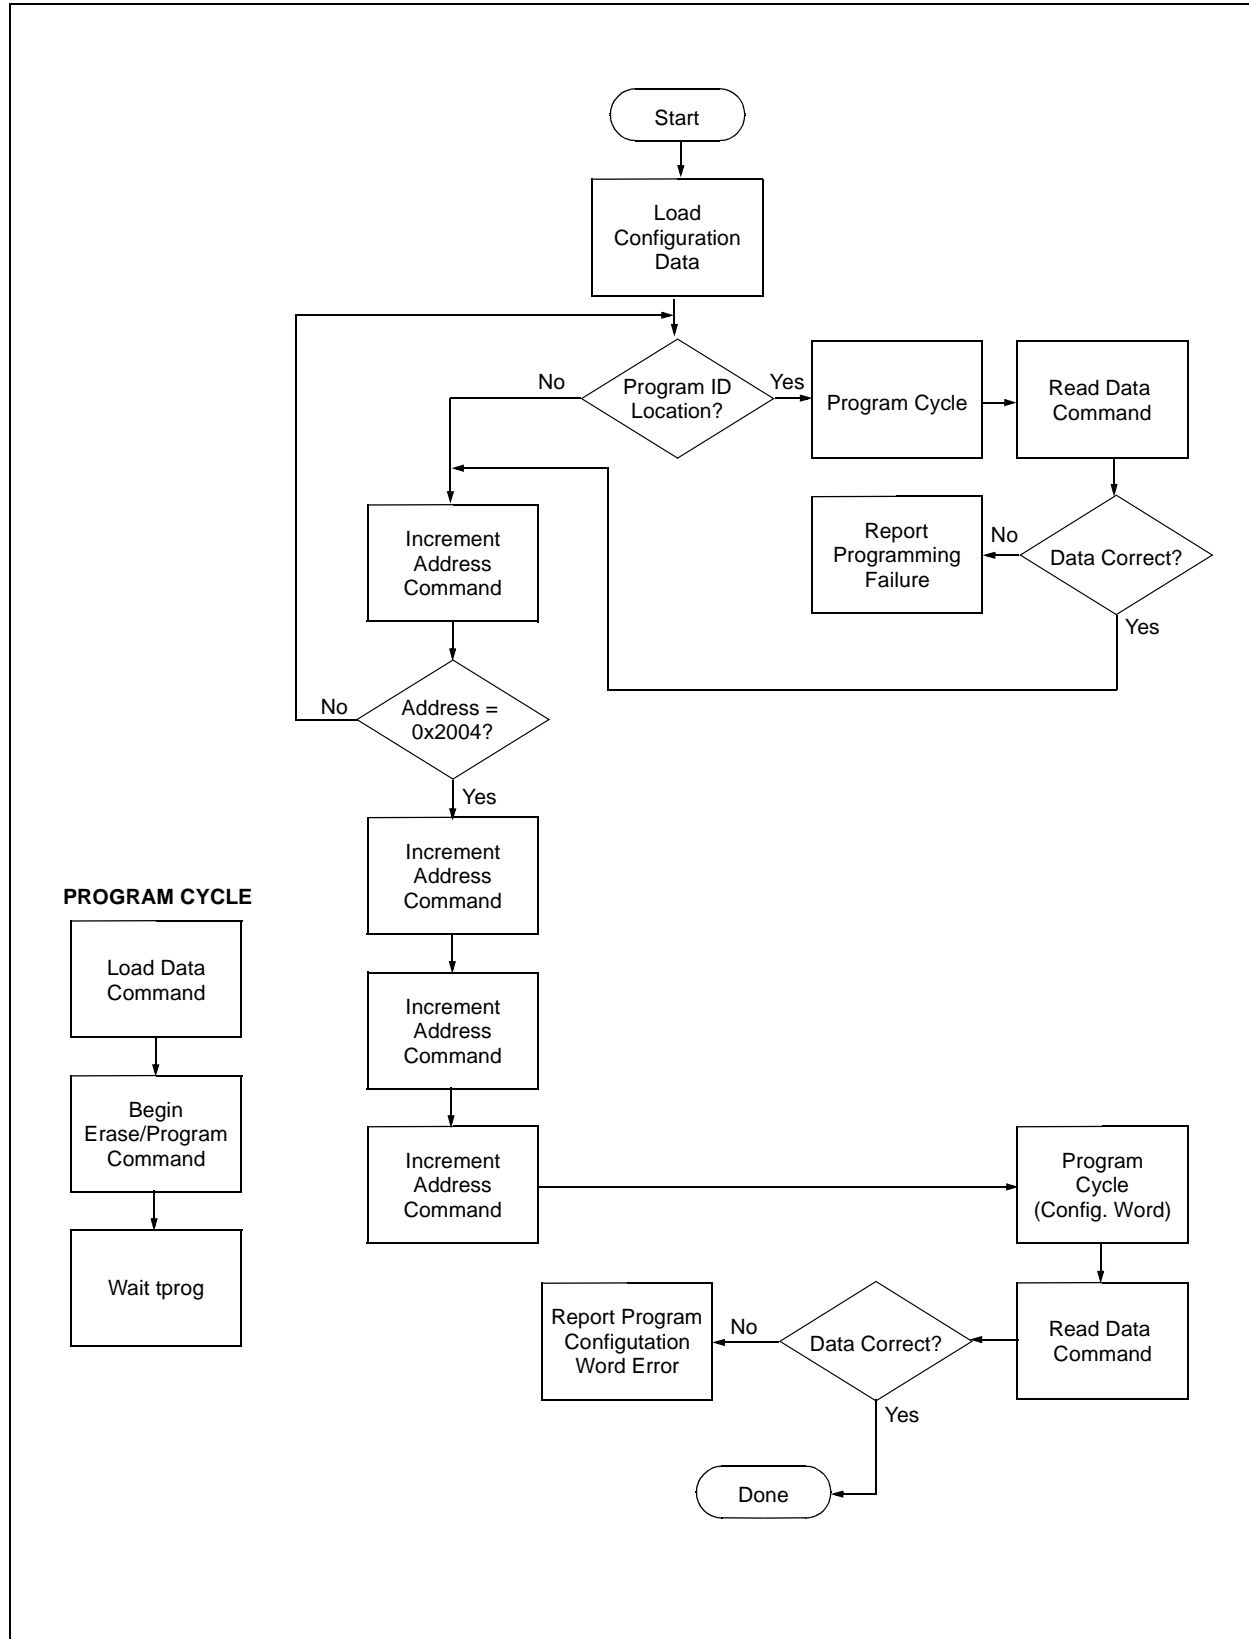 Start
Load
Configuration
Data
No
Program ID
Location?
Yes
Program Cycle
Read Data
Command
Increment
Address
Command
Report
Programming
Failure
No
Data Correct?
Yes
No
Address =
0x2004?
Yes
Increment
Address
Command
PROGRAM CYCLE
Load Data
Command
Increment
Address
Command
Begin
Erase/Program
Command
Increment
Address
Command
Program
Cycle
(Config. Word)
Wait tprog
Report Program
Configutation
Word Error
No
Data Correct?
Read Data
Command
Yes
Done